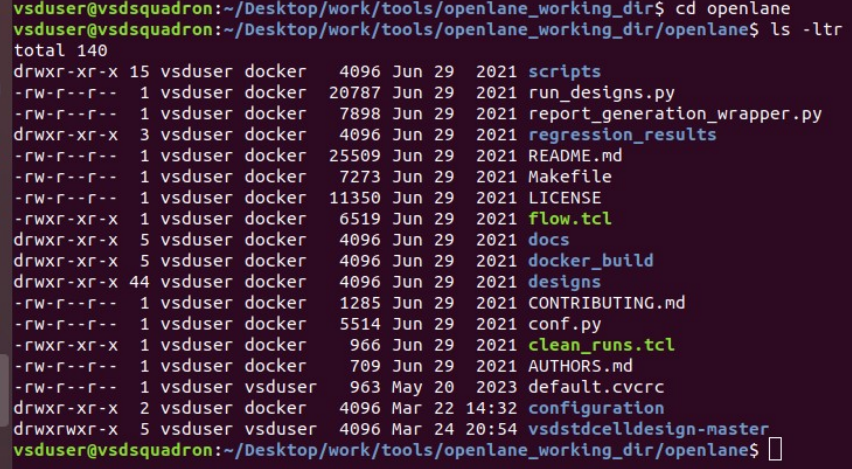 vsduser@vsdsquadron:~/Desktop/work/tools/openlane_working_dir$ cd openlane
vsduser@vsdsquadron:~/Desktop/work/tools/openlane_working_dir/openlane$ ls -ltr
total 140
drwxr-xr-x 15 vsduser docker   4096 Jun 29  2021 scripts
-rw-r--r--  1 vsduser docker  20787 Jun 29  2021 run_designs.py
-rw-r--r--  1 vsduser docker   7898 Jun 29  2021 report_generation_wrapper.py
drwxr-xr-x  3 vsduser docker   4096 Jun 29  2021 regression_results
-rw-r--r--  1 vsduser docker  25509 Jun 29  2021 README.md
-rw-r--r--  1 vsduser docker   7273 Jun 29  2021 Makefile
-rw-r--r--  1 vsduser docker  11350 Jun 29  2021 LICENSE
-rwxr-xr-x  1 vsduser docker   6519 Jun 29  2021 flow.tcl
drwxr-xr-x  5 vsduser docker   4096 Jun 29  2021 docs
drwxr-xr-x  5 vsduser docker   4096 Jun 29  2021 docker_build
drwxr-xr-x 44 vsduser docker   4096 Jun 29  2021 designs
-rw-r--r--  1 vsduser docker   1285 Jun 29  2021 CONTRIBUTING.md
-rw-r--r--  1 vsduser docker   5514 Jun 29  2021 conf.py
-rwxr-xr-x  1 vsduser docker    966 Jun 29  2021 clean_runs.tcl
-rw-r--r--  1 vsduser docker    709 Jun 29  2021 AUTHORS.md
-rw-r--r--  1 vsduser vsduser   963 May 20  2023 default.cvcrc
drwxr-xr-x  2 vsduser docker   4096 Mar 22 14:32 configuration
drwxrwxr-x  5 vsduser vsduser  4096 Mar 24 20:54 vsdstdcelldesign-master
vsduser@vsdsquadron:~/Desktop/work/tools/openlane_working_dir/openlane$